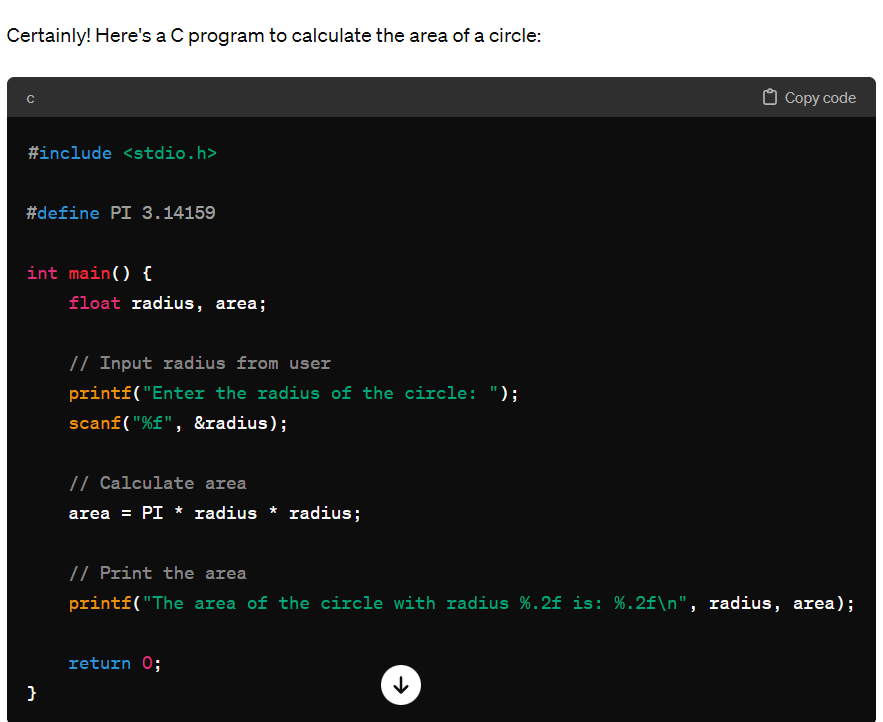 Certainly! Here's a C program to calculate the area of a circle:
c
Copy code
#include <stdio.h>
#define PI 3.14159
int main() {
    float radius, area;
    // Input radius from user
    printf("Enter the radius of the circle: ");
    scanf("%f", &radius);
    // Calculate area
    area = PI * radius * radius;
    // Print the area
    printf("The area of the circle with radius %.2f is: %.2f\n", radius, area);
    return 0;
}